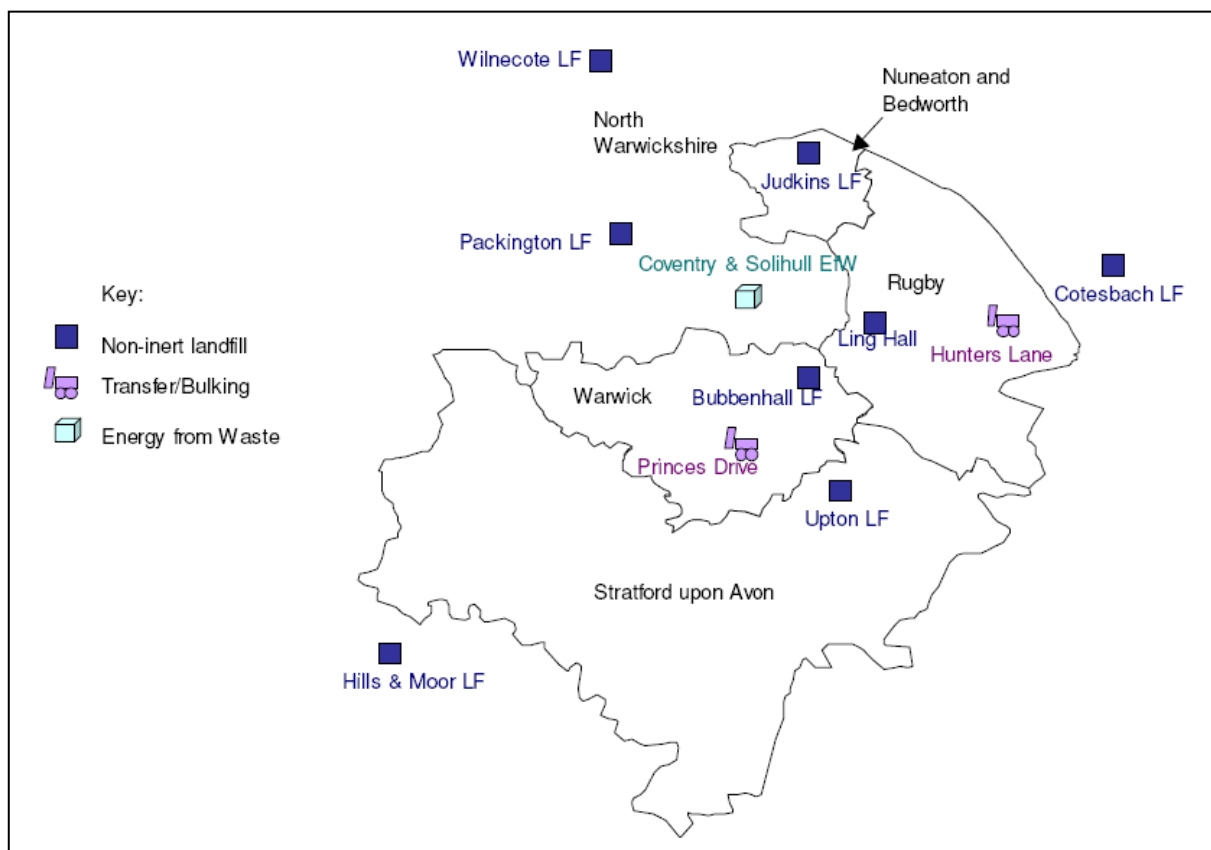 Wilnecote LF
Nuneaton and
Bedworth
North
Warwickshire
Judkins LF
Packington LF
Coventry & Solihull EfW
Cotesbach LF
Rugby
Key:
Non-inert landfill
Transfer/Bulking
Energy from Waste
Ling Hall
Hunters Lane
Warwick
Bubbenhall LF
Princes Drive
Upton LF
Stratford upon Avon
Hills & Moor LF